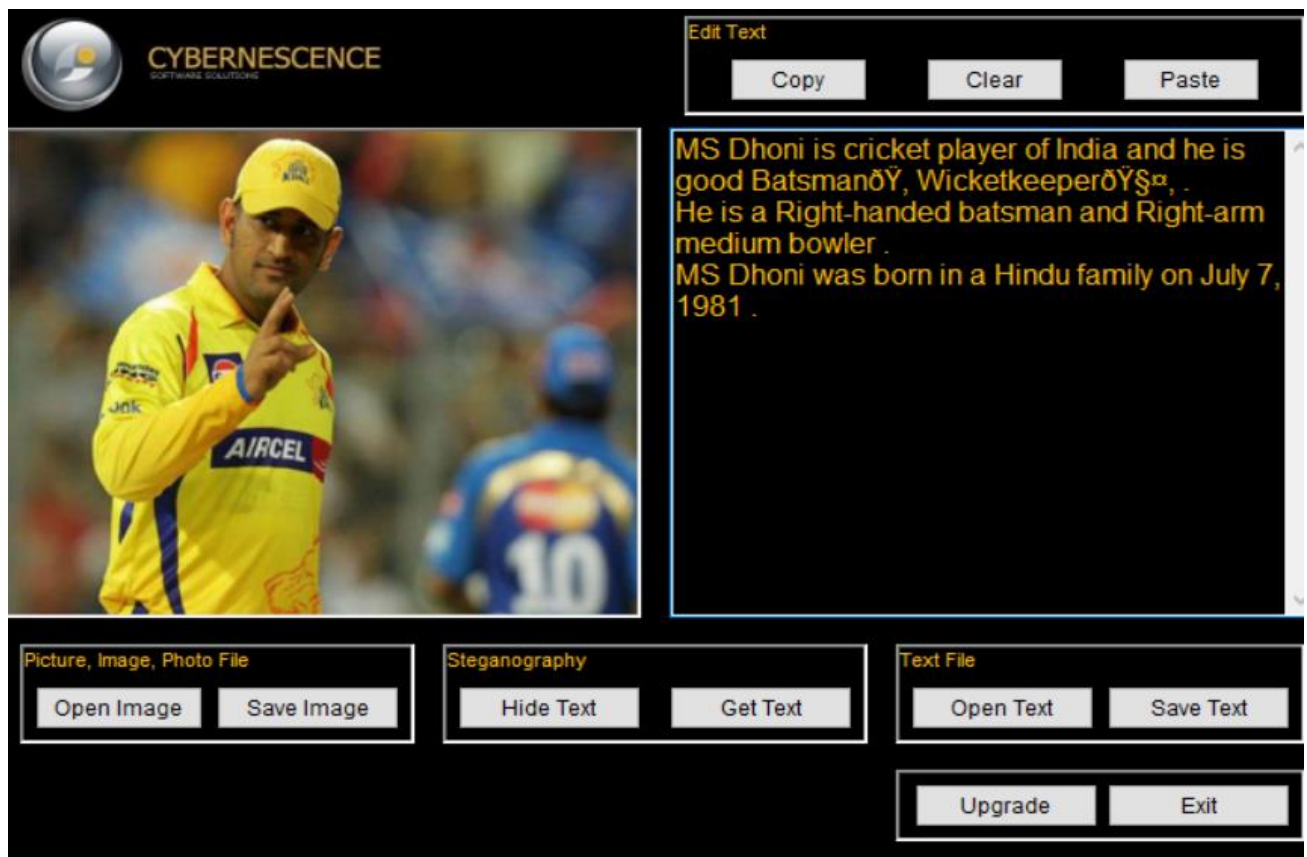 CYBERNESCENCE
SOFTWARE SOLUTIONS
Edit Text
Copy Clear Paste
MS Dhoni is cricket player of India and he is
good BatsmanðŸ, WicketkeeperðŸ§¤, .
He is a Right-handed batsman and Right-arm
medium bowler .
MS Dhoni was born in a Hindu family on July 7,
1981 .
AIRCEL
10
Picture, Image, Photo File
Open Image Save Image
Steganography
Hide Text Get Text
Text File
Open Text Save Text
Upgrade Exit